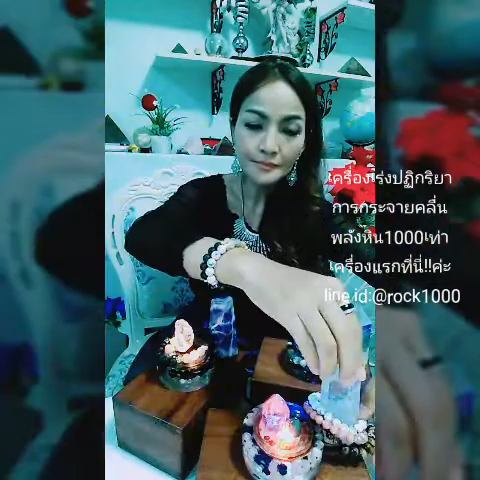 เครื่องเร่งปฏิกริยา
การกระจายคลื่น
พลังหิน1000เท่า
เครื่องแรกที่นี่!!ค่ะ
line id:@rock1000